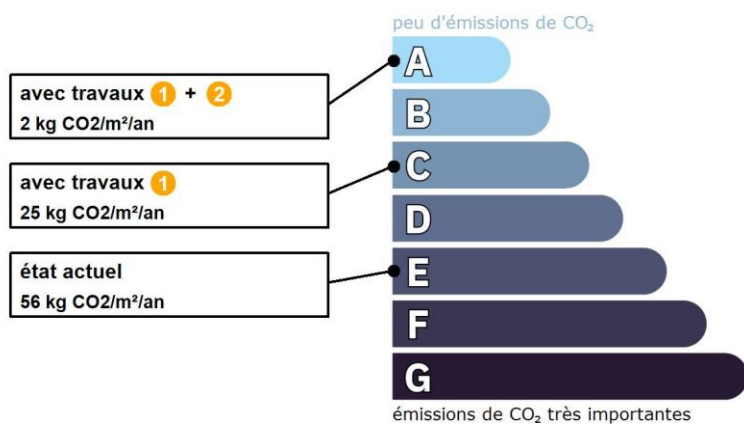 peu d'émissions de CO₂
A
avec travaux 1 + 2
2 kg CO2/m²/an
B
C
avec travaux 1
25 kg CO2/m²/an
D
état actuel
56 kg CO2/m²/an
E
F
G
émissions de CO₂ très importantes